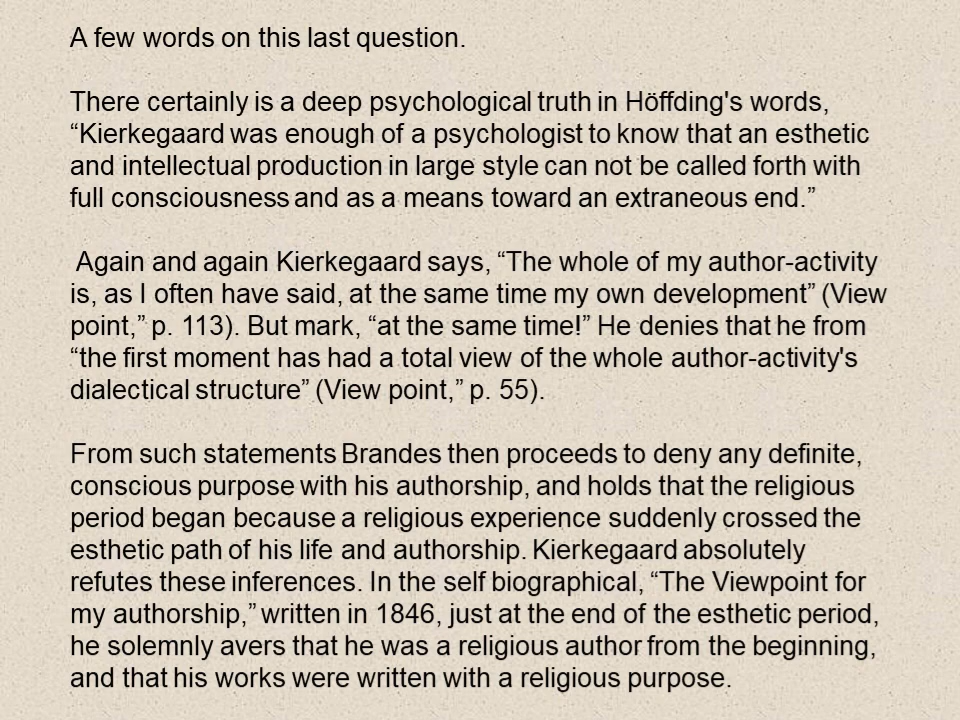 A few words on this last question.
There certainly is a deep psychological truth in Höffding's words,
“Kierkegaard was enough of a psychologist to know that an esthetic
and intellectual production in large style can not be called forth with
full consciousness and as a means toward an extraneous end.”
Again and again Kierkegaard says, “The whole of my author-activity
is, as I often have said, at the same time my own development” (View
point,” p. 113). But mark, “at the same time!” He denies that he from
“the first moment has had a total view of the whole author-activity's
dialectical structure” (View point,” p. 55).
From such statements Brandes then proceeds to deny any definite,
conscious purpose with his authorship, and holds that the religious
period began because a religious experience suddenly crossed the
esthetic path of his life and authorship. Kierkegaard absolutely
refutes these inferences. In the self biographical, “The Viewpoint for
my authorship,” written in 1846, just at the end of the esthetic period,
he solemnly avers that he was a religious author from the beginning,
and that his works were written with a religious purpose.